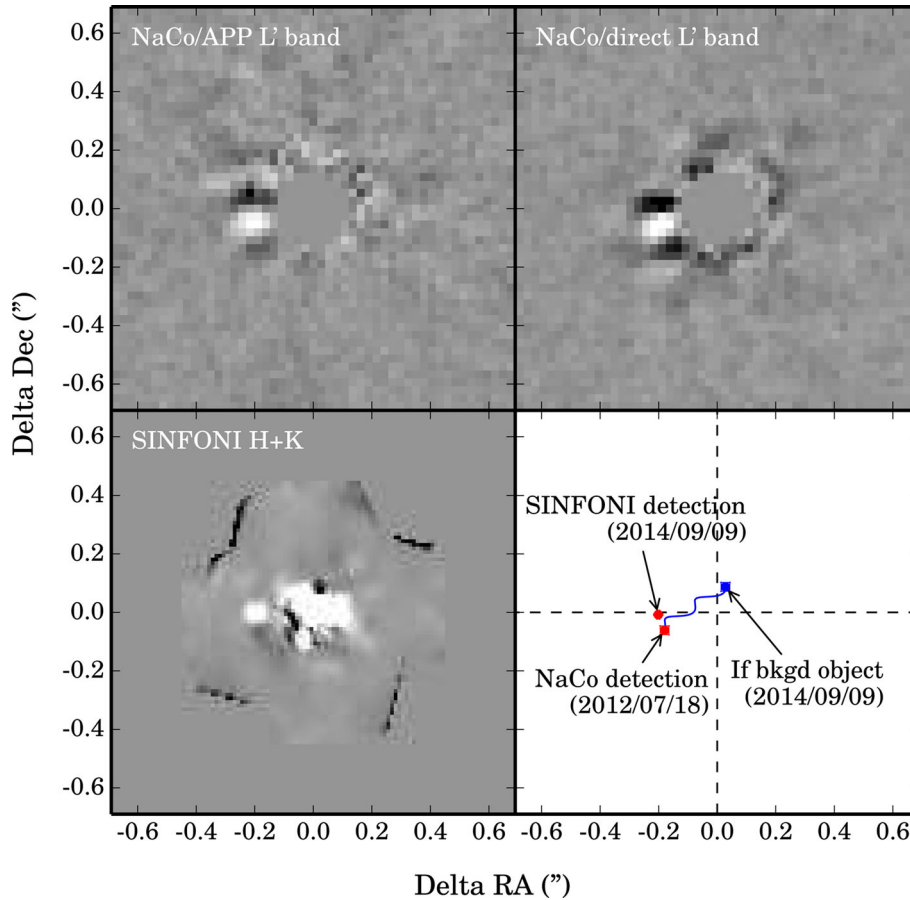 NaCo/APP L' band
NaCo/direct L' band
0.6
0.4
0.2
0.0
-0.2
-0.4
-0.6
Delta Dec (")
SINFONI H+K
0.6
0.4
0.2
0.0
-0.2
-0.4
-0.6
SINFONI detection
(2014/09/09)
NaCo detection
(2012/07/18)
If bkgd object
(2014/09/09)
-0.6 -0.4 -0.2 0.0 0.2 0.4 0.6
-0.6 -0.4 -0.2 0.0 0.2 0.4 0.6
Delta RA (")